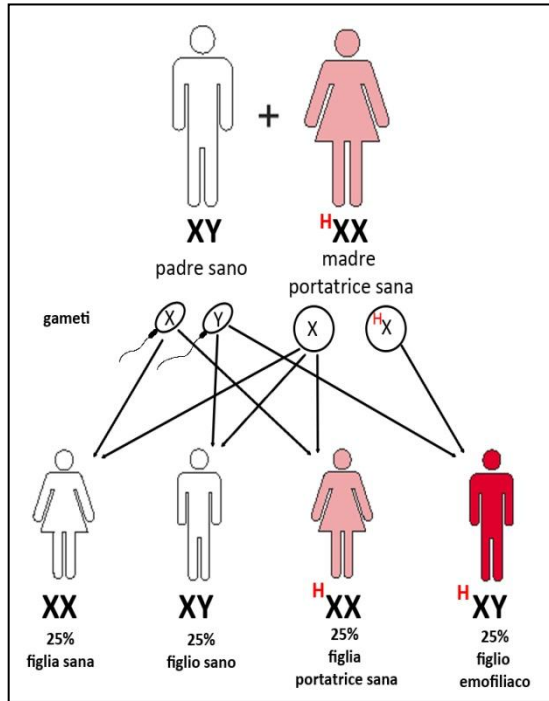 +
XY
HXX
padre sano
madre
portatrice sana
gameti
X
Y
X
HX
XX
XY
HXX
HXY
25%
figlia sana
25%
figlio sano
25%
figlia
portatrice sana
25%
figlio
emofiliaco